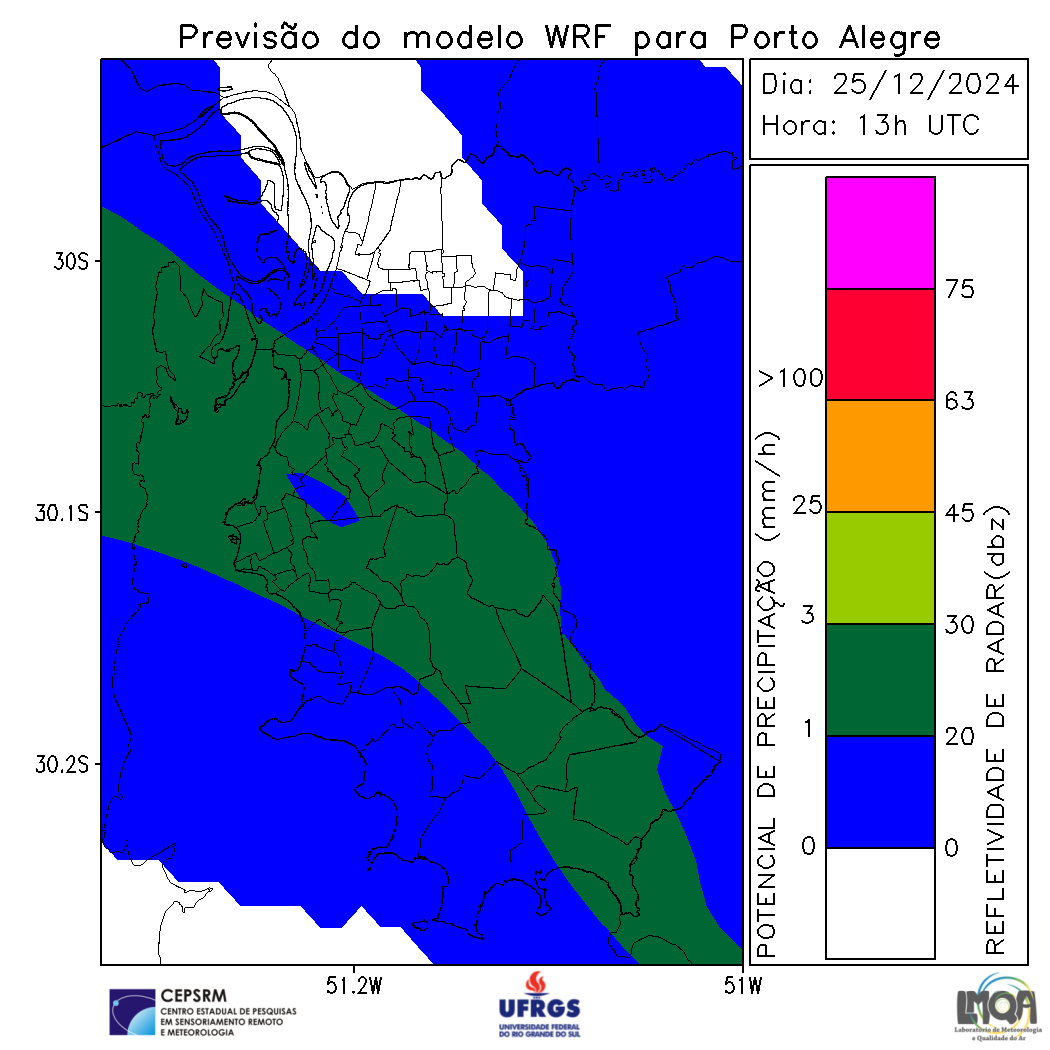 Previsão do modelo WRF para Porto Alegre
Dia: 25/12/2024
Hora: 13h UTC
30S
30.1S
30.2S
51.2W
51W
POTENCIAL DE PRECIPITAÇÃO (mm/h)
>100
25
3
1
0
75
63
45
30
20
0
REFLETIVIDADE DE RADAR(dbz)
CEPSRM
CENTRO ESTADUAL DE PESQUISAS
EM SENSORIAMENTO REMOTO
E METEOROLOGIA
UFRGS
UNIVERSIDADE FEDERAL
DO RIO GRANDE DO SUL
LMQA
Laboratório de Meteorologia
e Qualidade do Ar